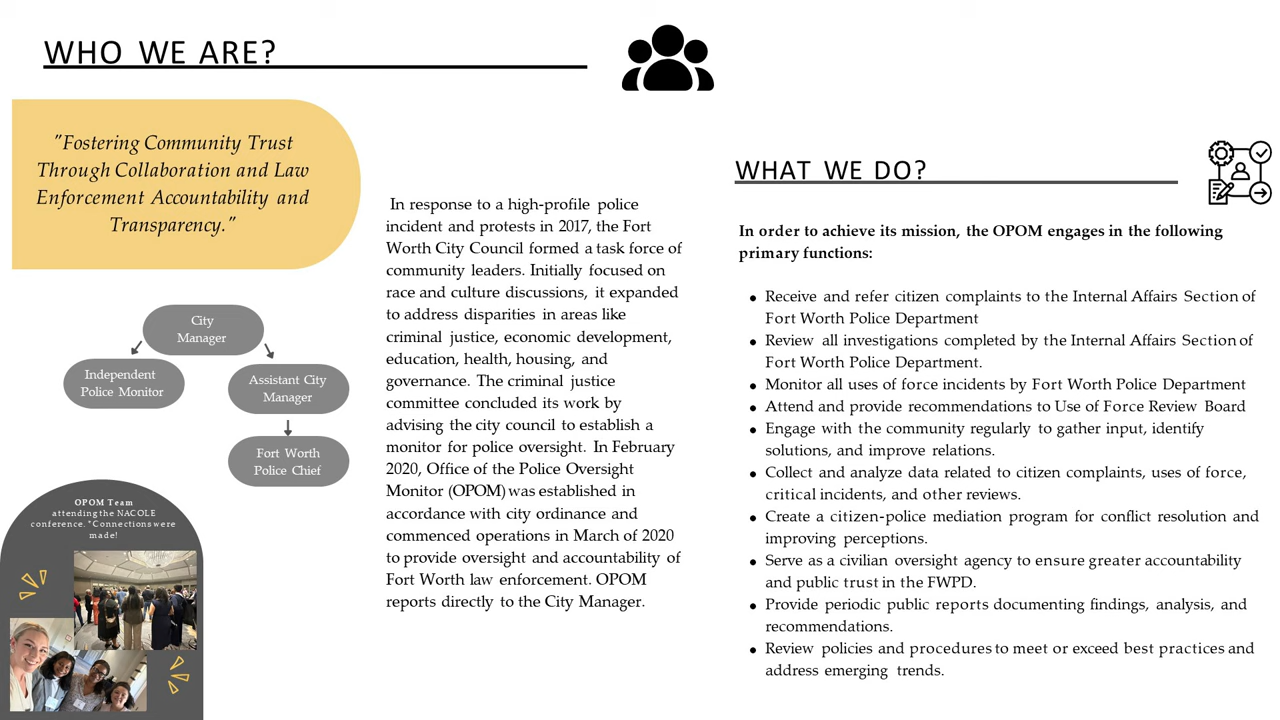 WHO WE ARE?
"Fostering Community Trust
Through Collaboration and Law
Enforcement Accountability and
Transparency."
City
Manager
Independent
Police Monitor
Assistant City
Manager
Fort Worth
Police Chief
OPOM Team
attending the NACOLE
conference. *Connections were
made!
In response to a high-profile police
incident and protests in 2017, the Fort
Worth City Council formed a task force of
community leaders. Initially focused on
race and culture discussions, it expanded
to address disparities in areas like
criminal justice, economic development,
education, health, housing, and
governance. The criminal justice
committee concluded its work by
advising the city council to establish a
monitor for police oversight. In February
2020, Office of the Police Oversight
Monitor (OPOM) was established in
accordance with city ordinance and
commenced operations in March of 2020
to provide oversight and accountability of
Fort Worth law enforcement. OPOM
reports directly to the City Manager.
WHAT WE DO?
In order to achieve its mission, the OPOM engages in the following
primary functions:
• Receive and refer citizen complaints to the Internal Affairs Section of
Fort Worth Police Department
• Review all investigations completed by the Internal Affairs Section of
Fort Worth Police Department.
• Monitor all uses of force incidents by Fort Worth Police Department
• Attend and provide recommendations to Use of Force Review Board
• Engage with the community regularly to gather input, identify
solutions, and improve relations.
• Collect and analyze data related to citizen complaints, uses of force,
critical incidents, and other reviews.
• Create a citizen-police mediation program for conflict resolution and
improving perceptions.
• Serve as a civilian oversight agency to ensure greater accountability
and public trust in the FWPD.
• Provide periodic public reports documenting findings, analysis, and
recommendations.
• Review policies and procedures to meet or exceed best practices and
address emerging trends.